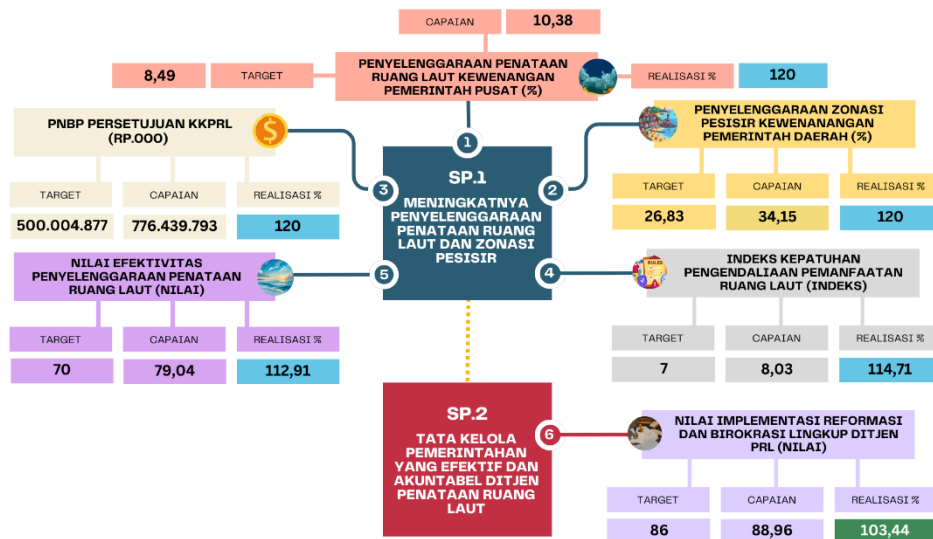 CAPAIAN
10,38
8,49
TARGET
PENYELENGGARAAN PENATAAN
RUANG LAUT KEWENANGAN
PEMERINTAH PUSAT (%)
REALISASI %
120
1
PNBP PERSETUJUAN KKPRL
(RP.000)
$
TARGET
CAPAIAN
REALISASI %
500.004.877
776.439.793
120
3
PENYELENGGARAAN ZONASI
PESISIR KEWENANANGAN
PEMERINTAH DAERAH (%)
TARGET
CAPAIAN
REALISASI %
26,83
34,15
120
2
SP.1
MENINGKATNYA
PENYELENGGARAAN
PENATAAN RUANG
LAUT DAN ZONASI
PESISIR
NILAI EFEKTIVITAS
PENYELENGGARAAN PENATAAN
RUANG LAUT (NILAI)
5
TARGET
CAPAIAN
REALISASI %
70
79,04
112,91
4
RULES
INDEKS KEPATUHAN
PENGENDALIAAN PEMANFAATAN
RUANG LAUT (INDEKS)
TARGET
CAPAIAN
REALISASI %
7
8,03
114,71
SP.2
TATA KELOLA
PEMERINTAHAN
YANG EFEKTIF DAN
AKUNTABEL DITJEN
PENATAAN RUANG
LAUT
6
NILAI IMPLEMENTASI REFORMASI
DAN BIROKRASI LINGKUP DITJEN
PRL (NILAI)
TARGET
CAPAIAN
REALISASI %
86
88,96
103,44